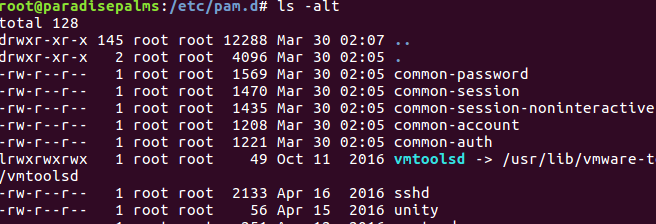 root@paradisepalms:/etc/pam.d# ls -alt
total 128
drwxr-xr-x 145 root root 12288 Mar 30 02:07 ..
drwxr-xr-x   2 root root  4096 Mar 30 02:05 .
-rw-r--r--   1 root root  1569 Mar 30 02:05 common-password
-rw-r--r--   1 root root  1470 Mar 30 02:05 common-session
-rw-r--r--   1 root root  1435 Mar 30 02:05 common-session-noninteractive
-rw-r--r--   1 root root  1208 Mar 30 02:05 common-account
-rw-r--r--   1 root root  1221 Mar 30 02:05 common-auth
lrwxrwxrwx   1 root root    49 Oct 11  2016 vmtoolsd -> /usr/lib/vmware-t
/vmtoolsd
-rw-r--r--   1 root root  2133 Apr 16  2016 sshd
-rw-r--r--   1 root root    56 Apr 15  2016 unity